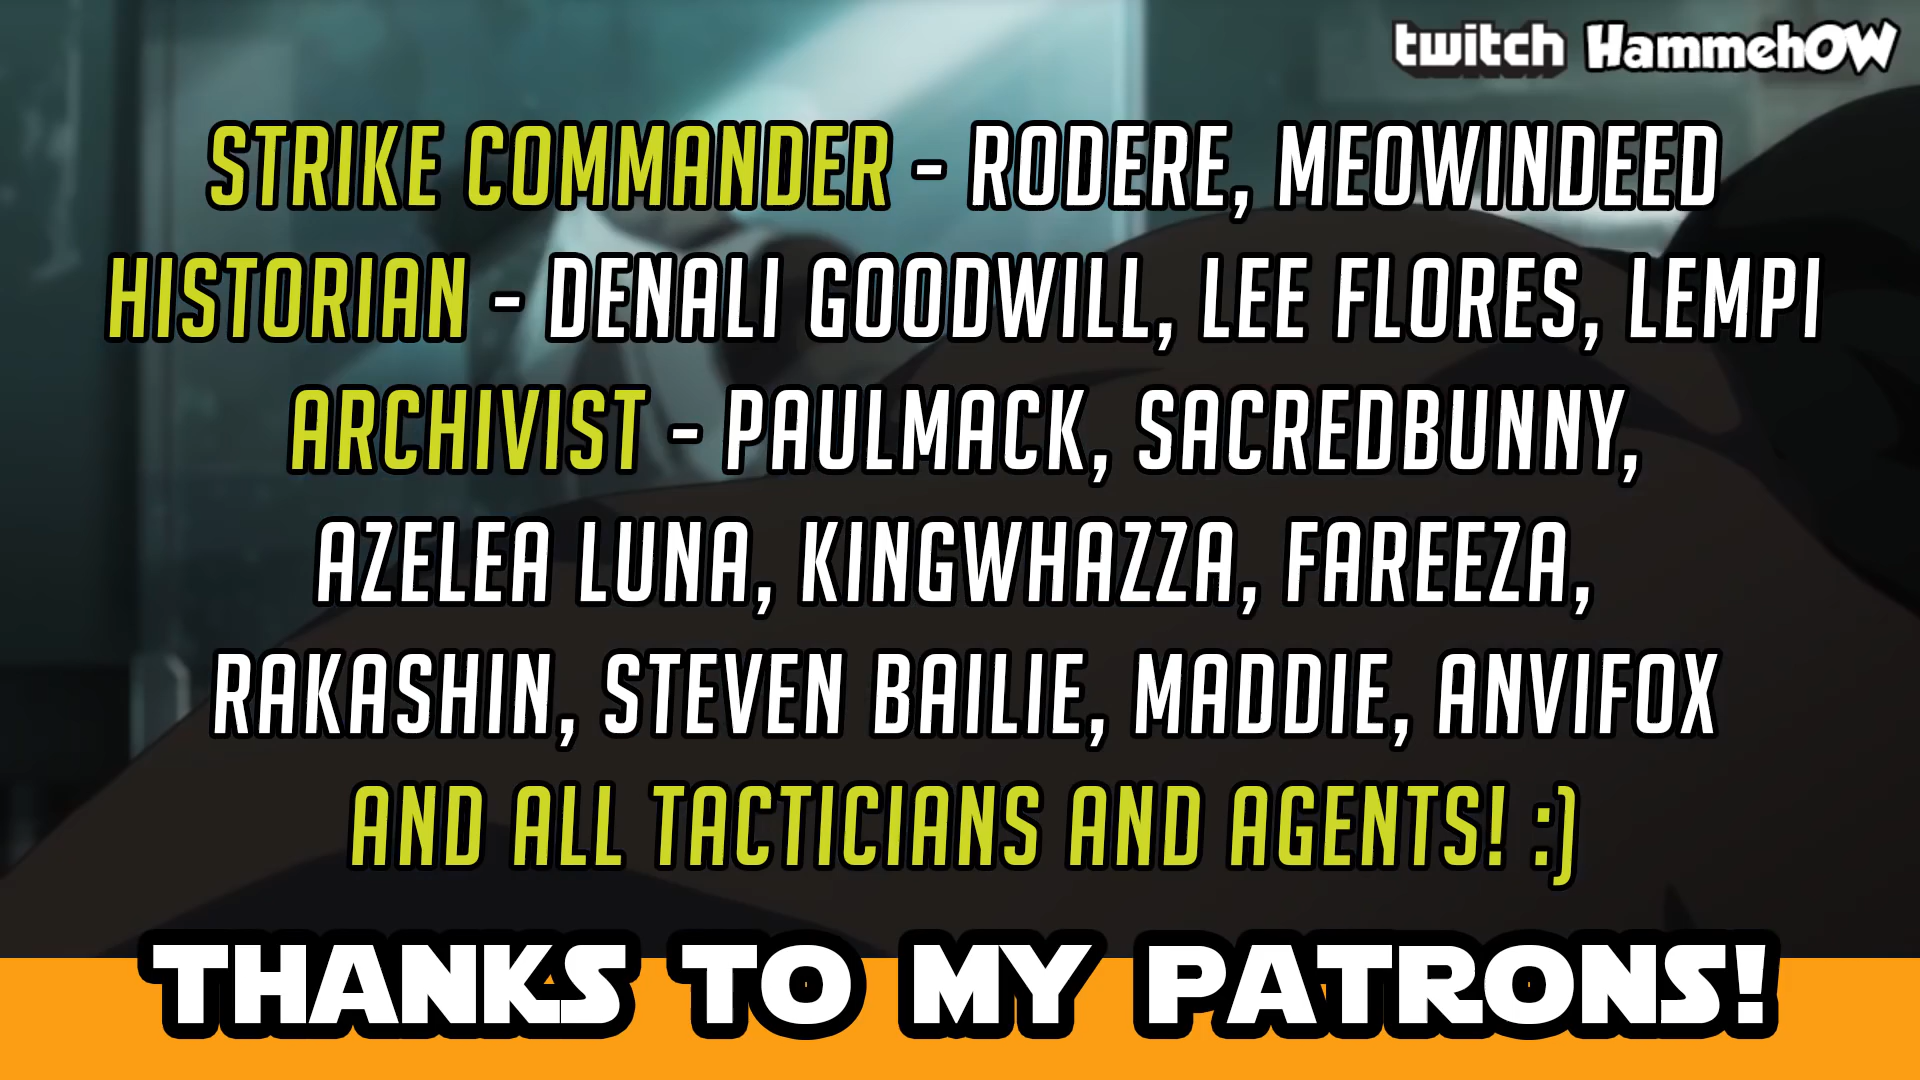 twitch HammehOW
STRIKE COMMANDER - RODERE, MEOWINDEED
HISTORIAN - DENALI GOODWILL, LEE FLORES, LEMPI
ARCHIVIST - PAULMACK, SACREDBUNNY,
AZELEA LUNA, KINGWHAZZA, FAREEZA,
RAKASHIN, STEVEN BAILIE, MADDIE, ANVIFOX
AND ALL TACTICIANS AND AGENTS! :)
THANKS TO MY PATRONS!